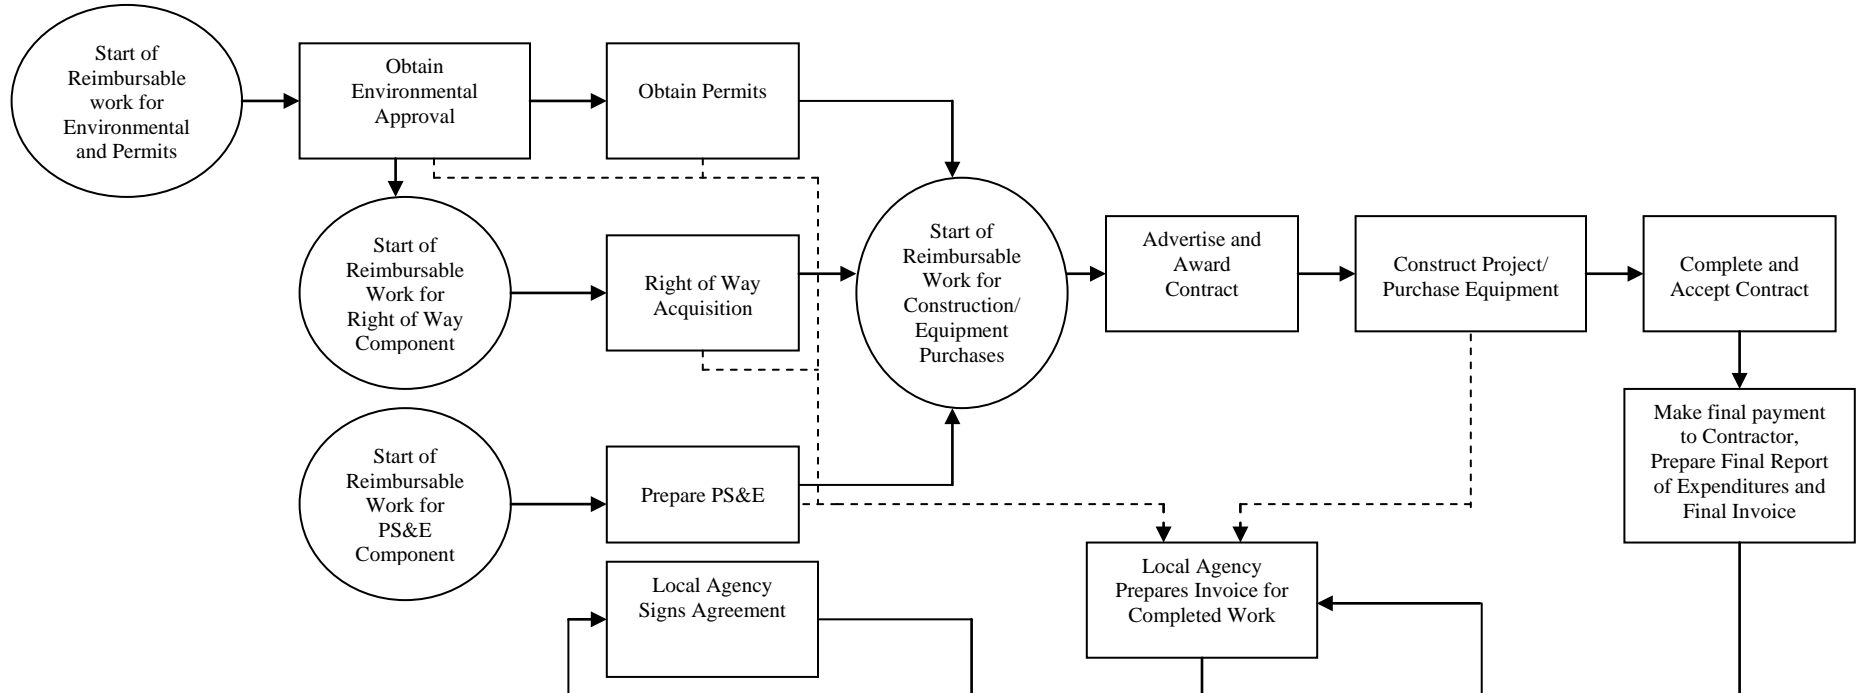 Start of
Reimbursable
work for
Environmental
and Permits
Obtain
Environmental
Approval
Obtain Permits
Start of
Reimbursable
Work for
Right of Way
Component
Right of Way
Acquisition
Start of
Reimbursable
Work for
Construction/
Equipment
Purchases
Advertise and
Award
Contract
Construct Project/
Purchase Equipment
Complete and
Accept Contract
Make final payment
to Contractor,
Prepare Final Report
of Expenditures and
Final Invoice
Start of
Reimbursable
Work for
PS&E
Component
Prepare PS&E
Local Agency
Signs Agreement
Local Agency
Prepares Invoice for
Completed Work